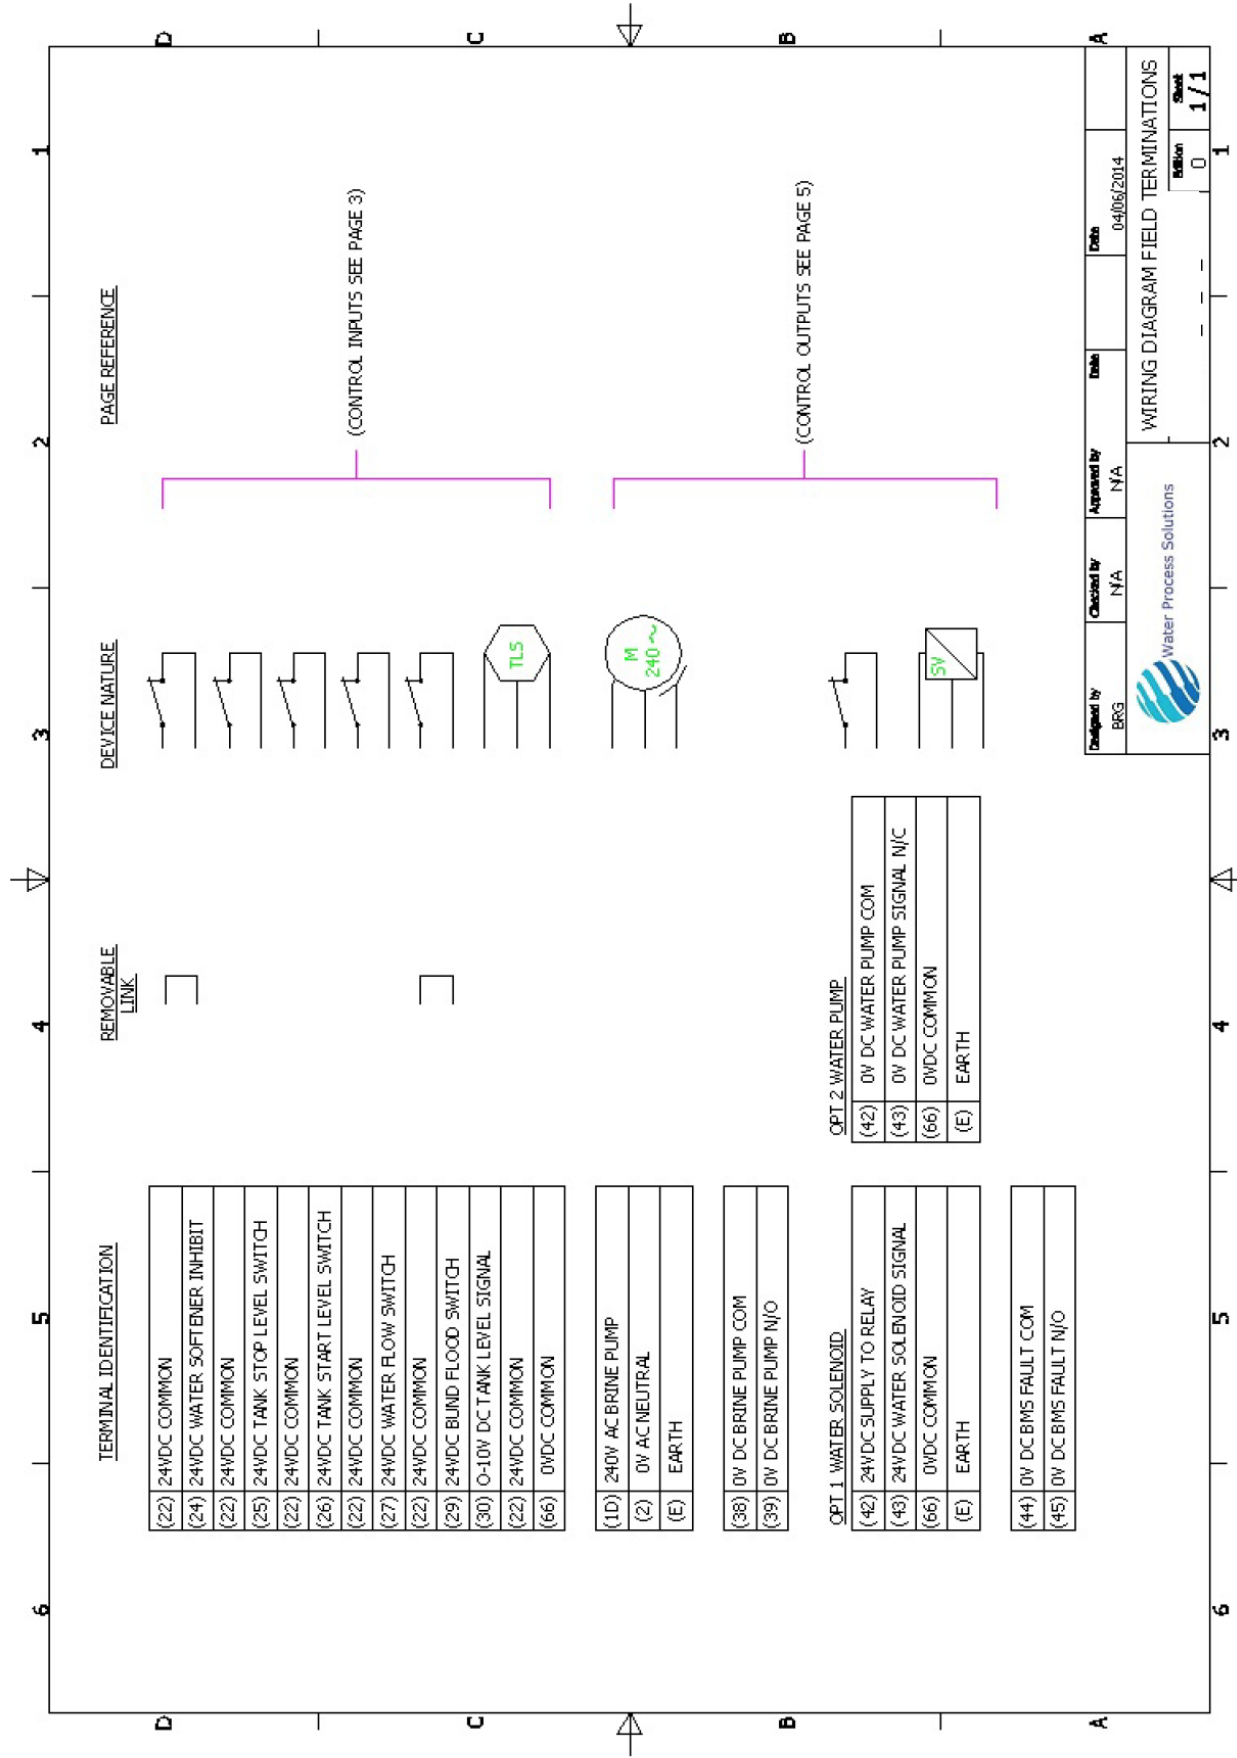 6 5 4 3 2 1
D
C
B
A
TERMINAL IDENTIFICATION
REMOVABLE
LINK
DEVICE NATURE
PAGE REFERENCE
(22) 24VDC COMMON
(24) 24VDC WATER SOFTENER INHIBIT
(22) 24VDC COMMON
(25) 24VDC TANK STOP LEVEL SWITCH
(22) 24VDC COMMON
(26) 24VDC TANK START LEVEL SWITCH
(22) 24VDC COMMON
(27) 24VDC WATER FLOW SWITCH
(22) 24VDC COMMON
(29) 24VDC BUND FLOOD SWITCH
(30) O-10V DC TANK LEVEL SIGNAL
(22) 24VDC COMMON
(66) 0VDC COMMON
TLS
(CONTROL INPUTS SEE PAGE 3)
(1D) 240V AC BRINE PUMP
(2) 0V AC NEUTRAL
(E) EARTH
M
240 ~
(38) 0V DC BRINE PUMP COM
(39) 0V DC BRINE PUMP N/O
(CONTROL OUTPUTS SEE PAGE 5)
OPT 1 WATER SOLENOID
(42) 24VDC SUPPLY TO RELAY
(43) 24VDC WATER SOLENOID SIGNAL
(66) 0VDC COMMON
(E) EARTH
OPT 2 WATER PUMP
(42) 0V DC WATER PUMP COM
(43) 0V DC WATER PUMP SIGNAL N/C
(66) 0VDC COMMON
(E) EARTH
SV
(44) 0V DC BMS FAULT COM
(45) 0V DC BMS FAULT N/O
Designed by
BRG
Checked by
N/A
Approved by
N/A
Date
Date
04/06/2014
Water Process Solutions
WIRING DIAGRAM FIELD TERMINATIONS
– – –
Edition
0
Sheet
1 / 1
D
C
B
A
6 5 4 3 2 1